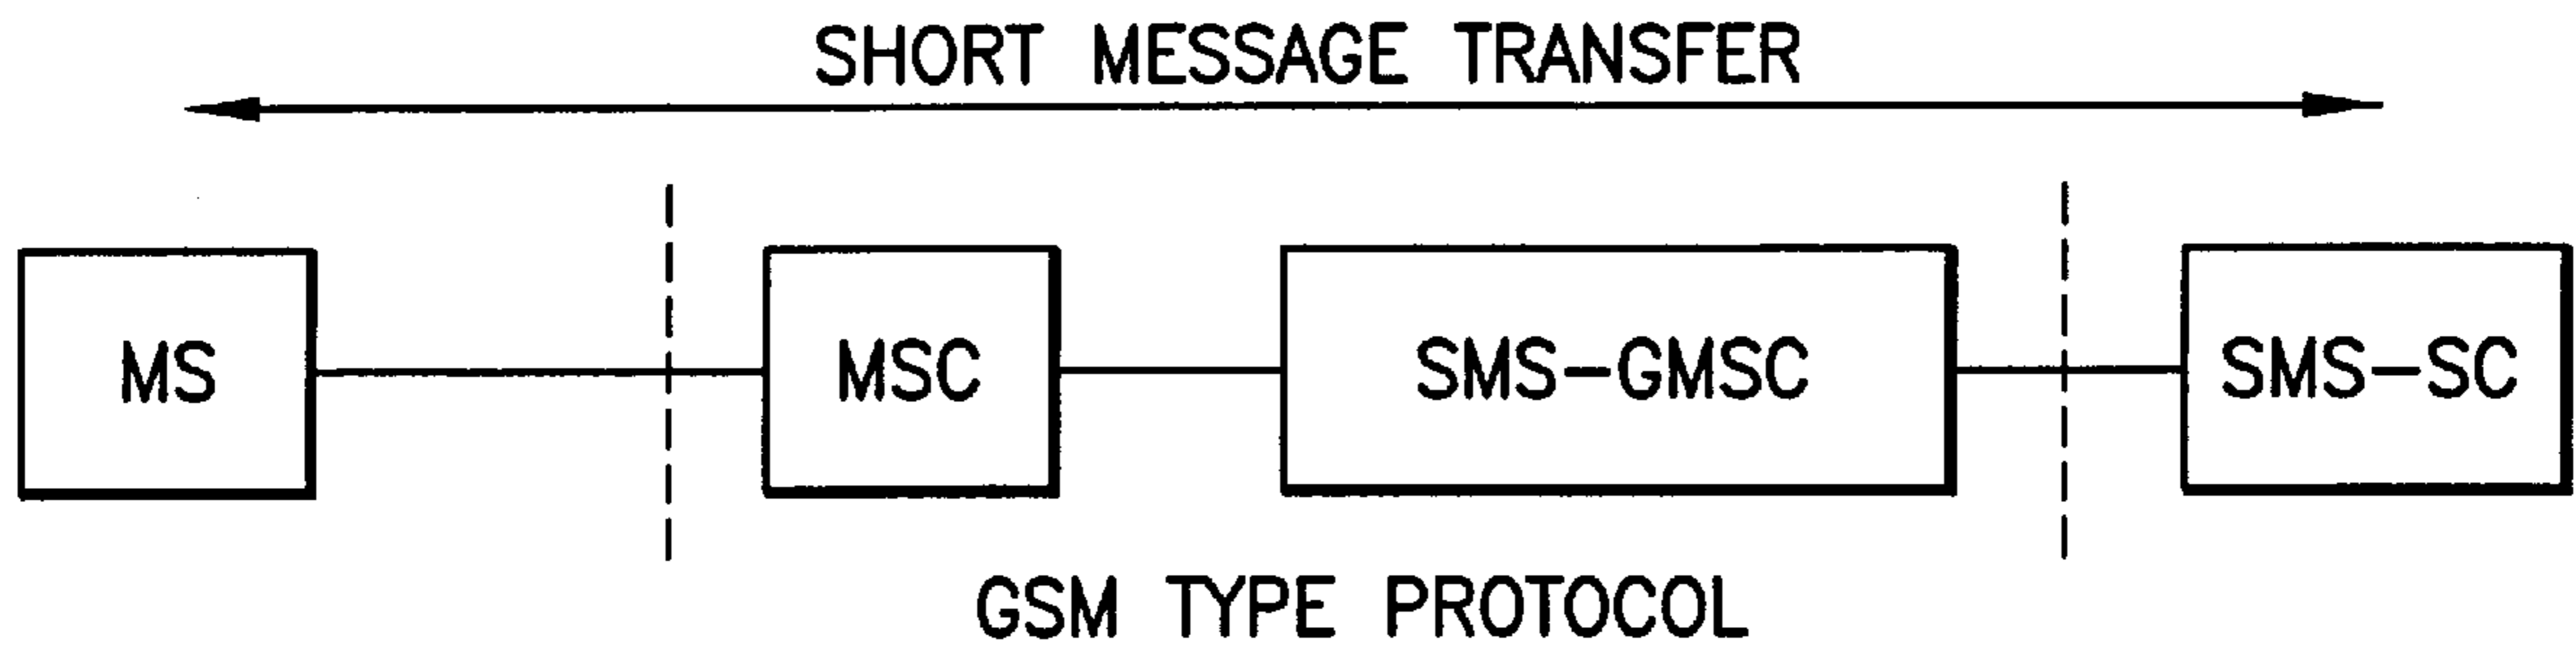 SHORT MESSAGE TRANSFER
MS
MSC
SMS-GMSC
SMS-SC
GSM TYPE PROTOCOL